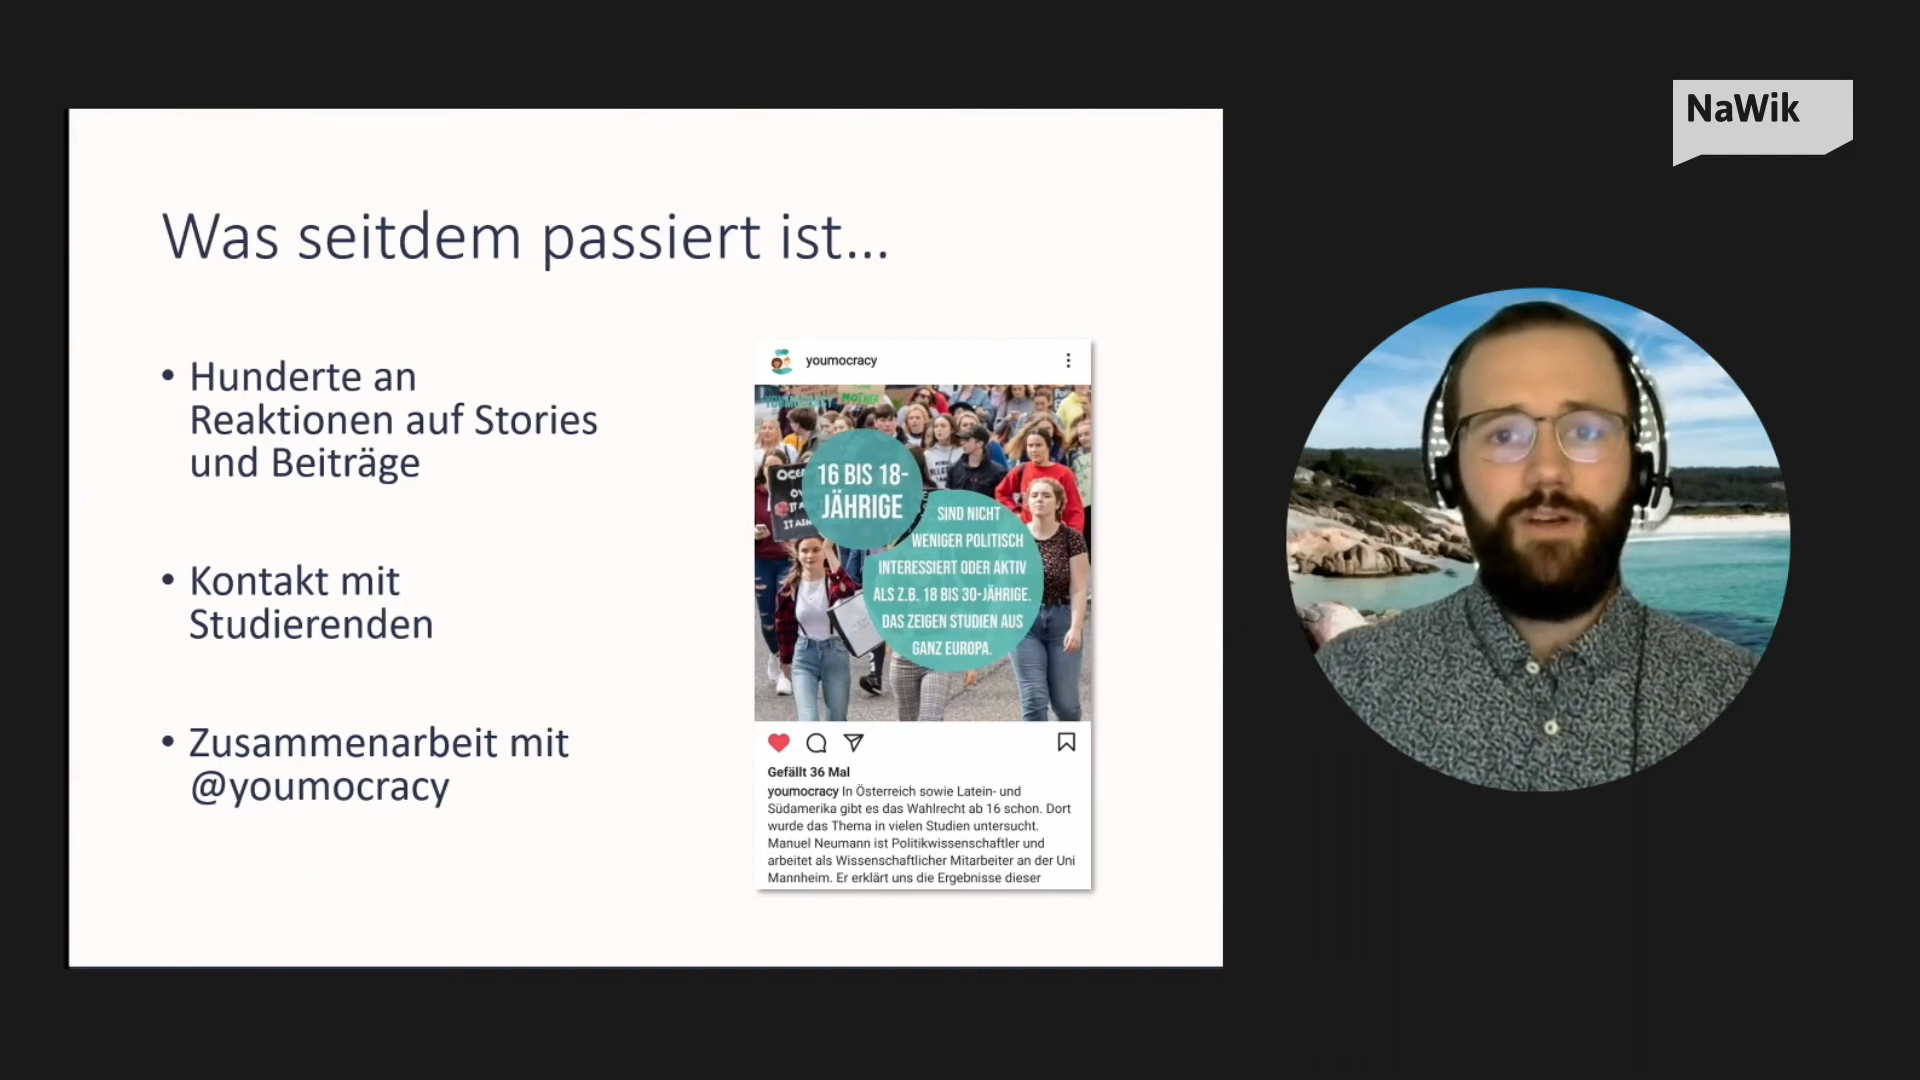 NaWik
Was seitdem passiert ist...
• Hunderte an
Reaktionen auf Stories
und Beiträge
• Kontakt mit
Studierenden
• Zusammenarbeit mit
@youmocracy
youmocracy
YOUMOCRACY
MOTHER
16 BIS 18-
JÄHRIGE
SIND NICHT
WENIGER POLITISCH
INTERESSIERT ODER AKTIV
ALS Z.B. 18 BIS 30-JÄHRIGE.
DAS ZEIGEN STUDIEN AUS
GANZ EUROPA.
Gefällt 36 Mal
youmocracy In Österreich sowie Latein- und
Südamerika gibt es das Wahlrecht ab 16 schon. Dort
wurde das Thema in vielen Studien untersucht.
Manuel Neumann ist Politikwissenschaftler und
arbeitet als Wissenschaftlicher Mitarbeiter an der Uni
Mannheim. Er erklärt uns die Ergebnisse dieser